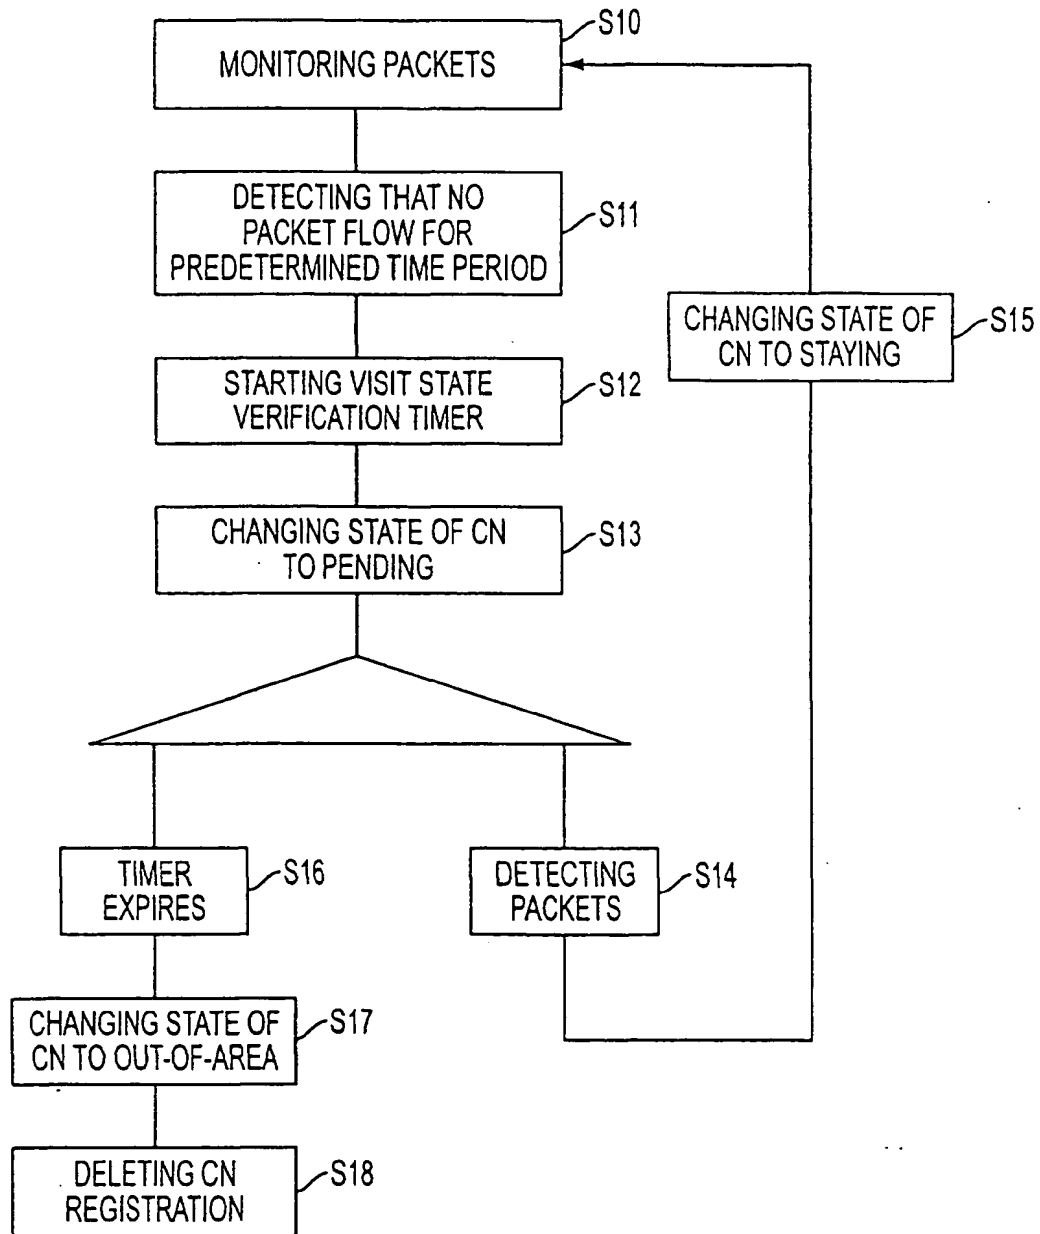 S10
MONITORING PACKETS
DETECTING THAT NO
PACKET FLOW FOR
PREDETERMINED TIME PERIOD
S11
CHANGING STATE OF
CN TO STAYING
S15
STARTING VISIT STATE
VERIFICATION TIMER
S12
CHANGING STATE OF CN
TO PENDING
S13
TIMER
EXPIRES
S16
DETECTING
PACKETS
S14
CHANGING STATE OF
CN TO OUT-OF-AREA
S17
DELETING CN
REGISTRATION
S18